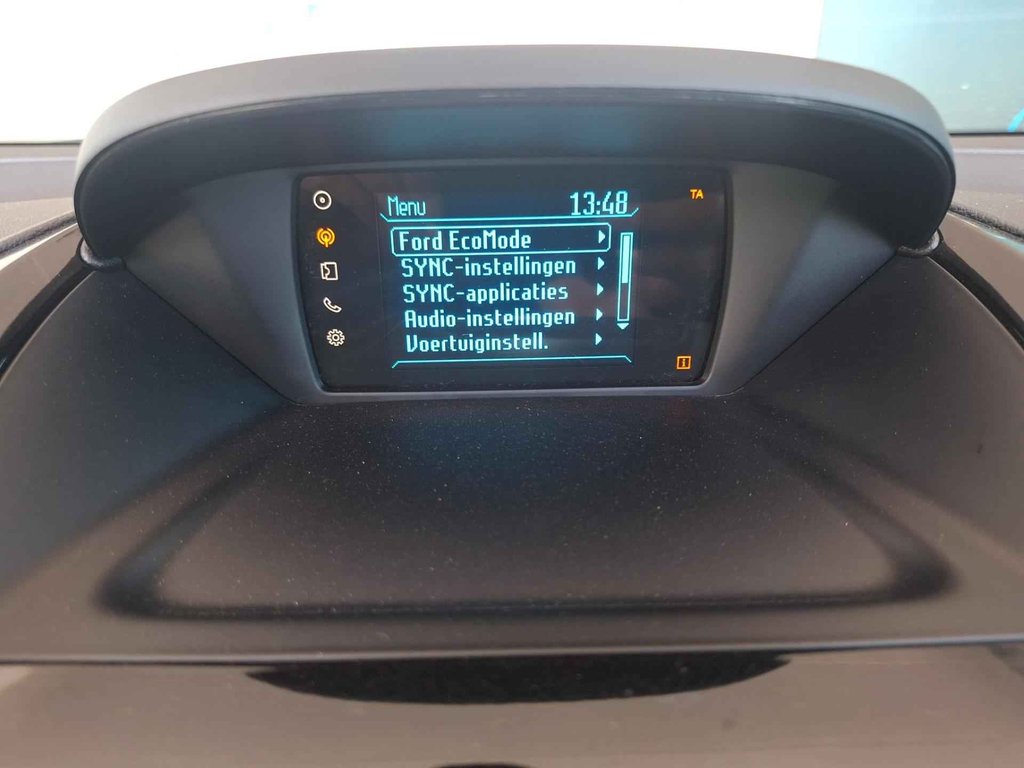 Menu 13:48 TA
Ford EcoMode
SYNC-instellingen
SYNC-applicaties
Audio-instellingen
Voertuiginstell.
i